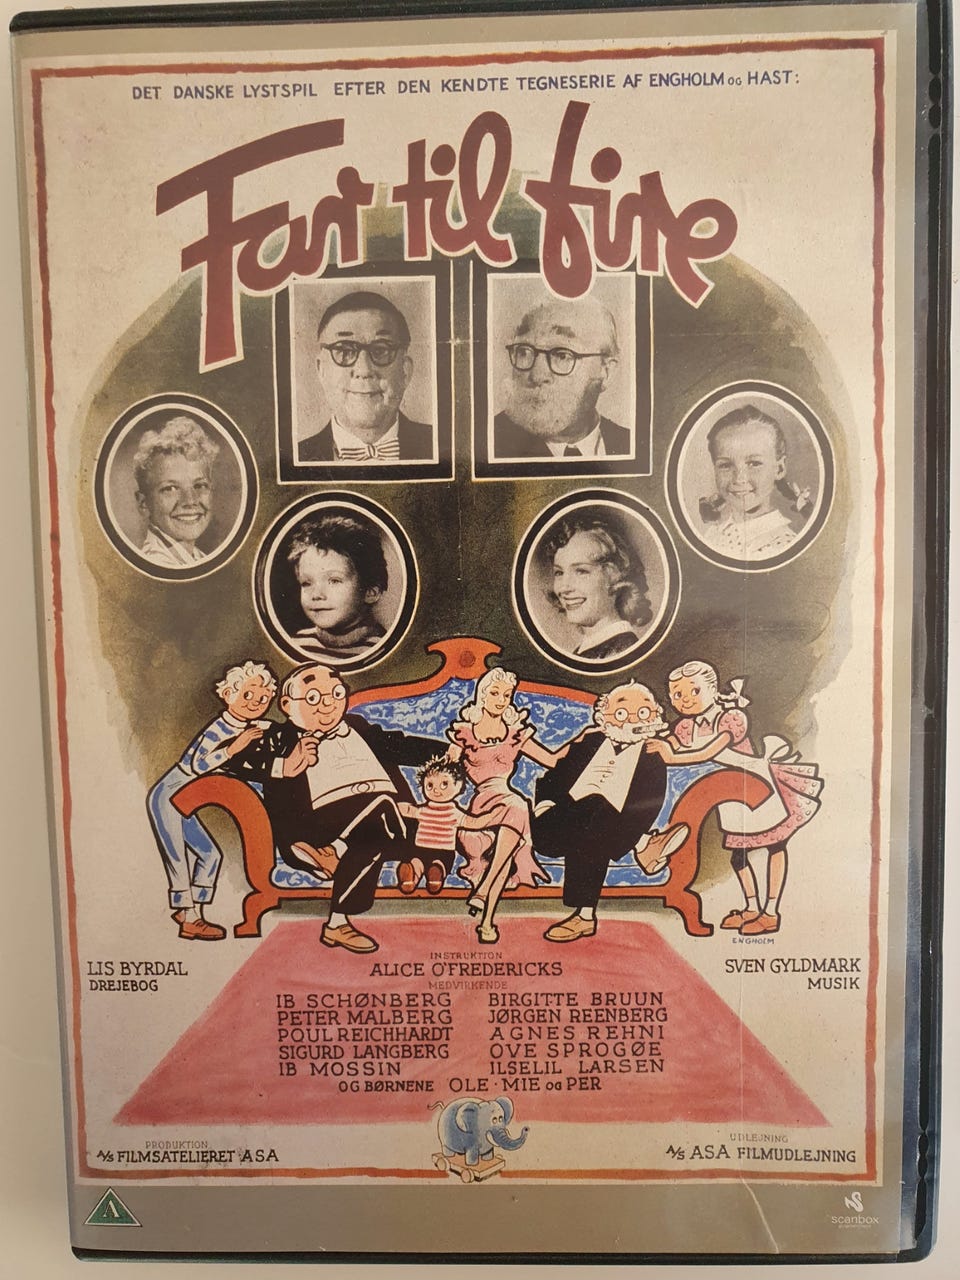 DET DANSKE LYSTSPIL EFTER DEN KENDTE TEGNESERIE AF ENGHOLM OG HAST:
Far til fire
ENGHOLM
LIS BYRDAL
DREJEBOG
SVEN GYLDMARK
MUSIK
INSTRUKTION
ALICE O'FREDERICKS
MEDVIRKENDE
IB SCHØNBERG BIRGITTE BRUUN
PETER MALBERG JØRGEN REENBERG
POUL REICHHARDT AGNES REHNI
SIGURD LANGBERG OVE SPROGØE
IB MOSSIN ILSELIL LARSEN
OG BØRNENE OLE · MIE OG PER
PRODUKTION
A/S FILMSATELIERET ASA
UDLEJNING
A/S ASA FILMUDLEJNING
A
scanbox